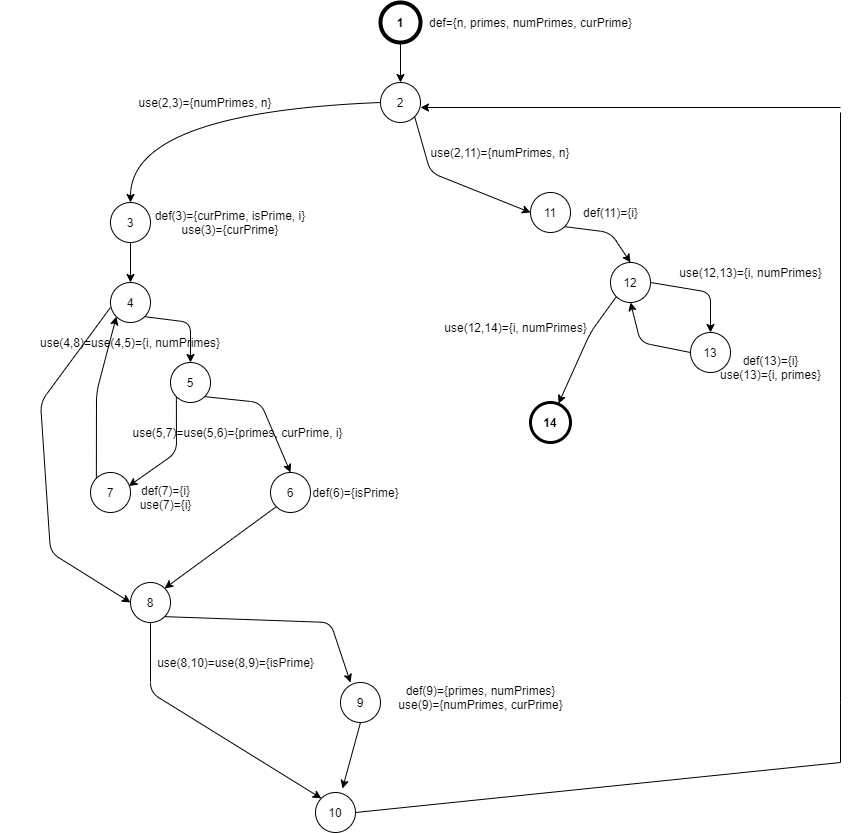 1
def={n, primes, numPrimes, curPrime}
2
use(2,3)={numPrimes, n}
use(2,11)={numPrimes, n}
3
def(3)={curPrime, isPrime, i}
use(3)={curPrime}
11
def(11)={i}
4
12
use(12,13)={i, numPrimes}
use(4,8)=use(4,5)={i, numPrimes}
use(12,14)={i, numPrimes}
13
def(13)={i}
use(13)={i, primes}
5
14
use(5,7)=use(5,6)={primes, curPrime, i}
7
def(7)={i}
use(7)={i}
6
def(6)={isPrime}
8
use(8,10)=use(8,9)={isPrime}
9
def(9)={primes, numPrimes}
use(9)={numPrimes, curPrime}
10